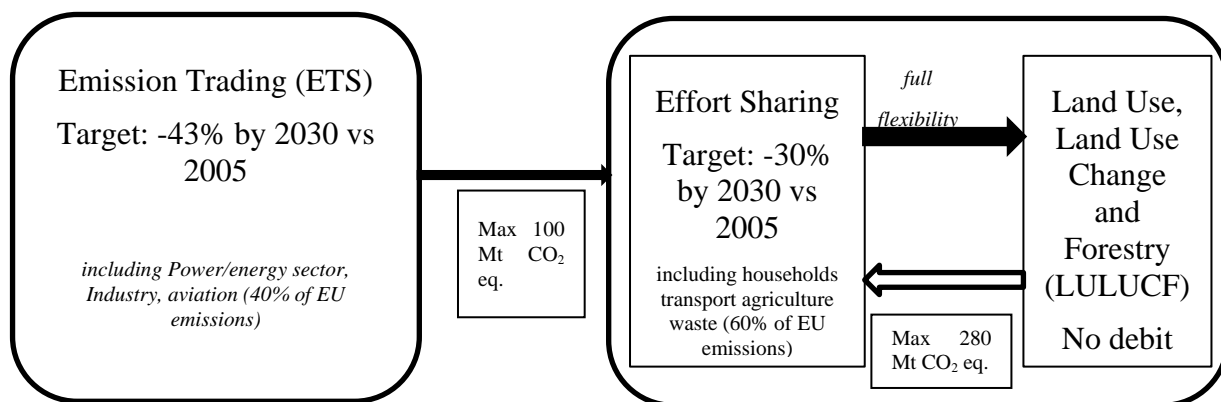 Emission Trading (ETS)
Target: -43% by 2030 vs
2005
including Power/energy sector,
Industry, aviation (40% of EU
emissions)
Max 100
Mt CO₂
eq.
Effort Sharing
Target: -30%
by 2030 vs
2005
including households
transport agriculture
waste (60% of EU
emissions)
full
flexibility
Max 280
Mt CO₂ eq.
Land Use,
Land Use
Change
and
Forestry
(LULUCF)
No debit